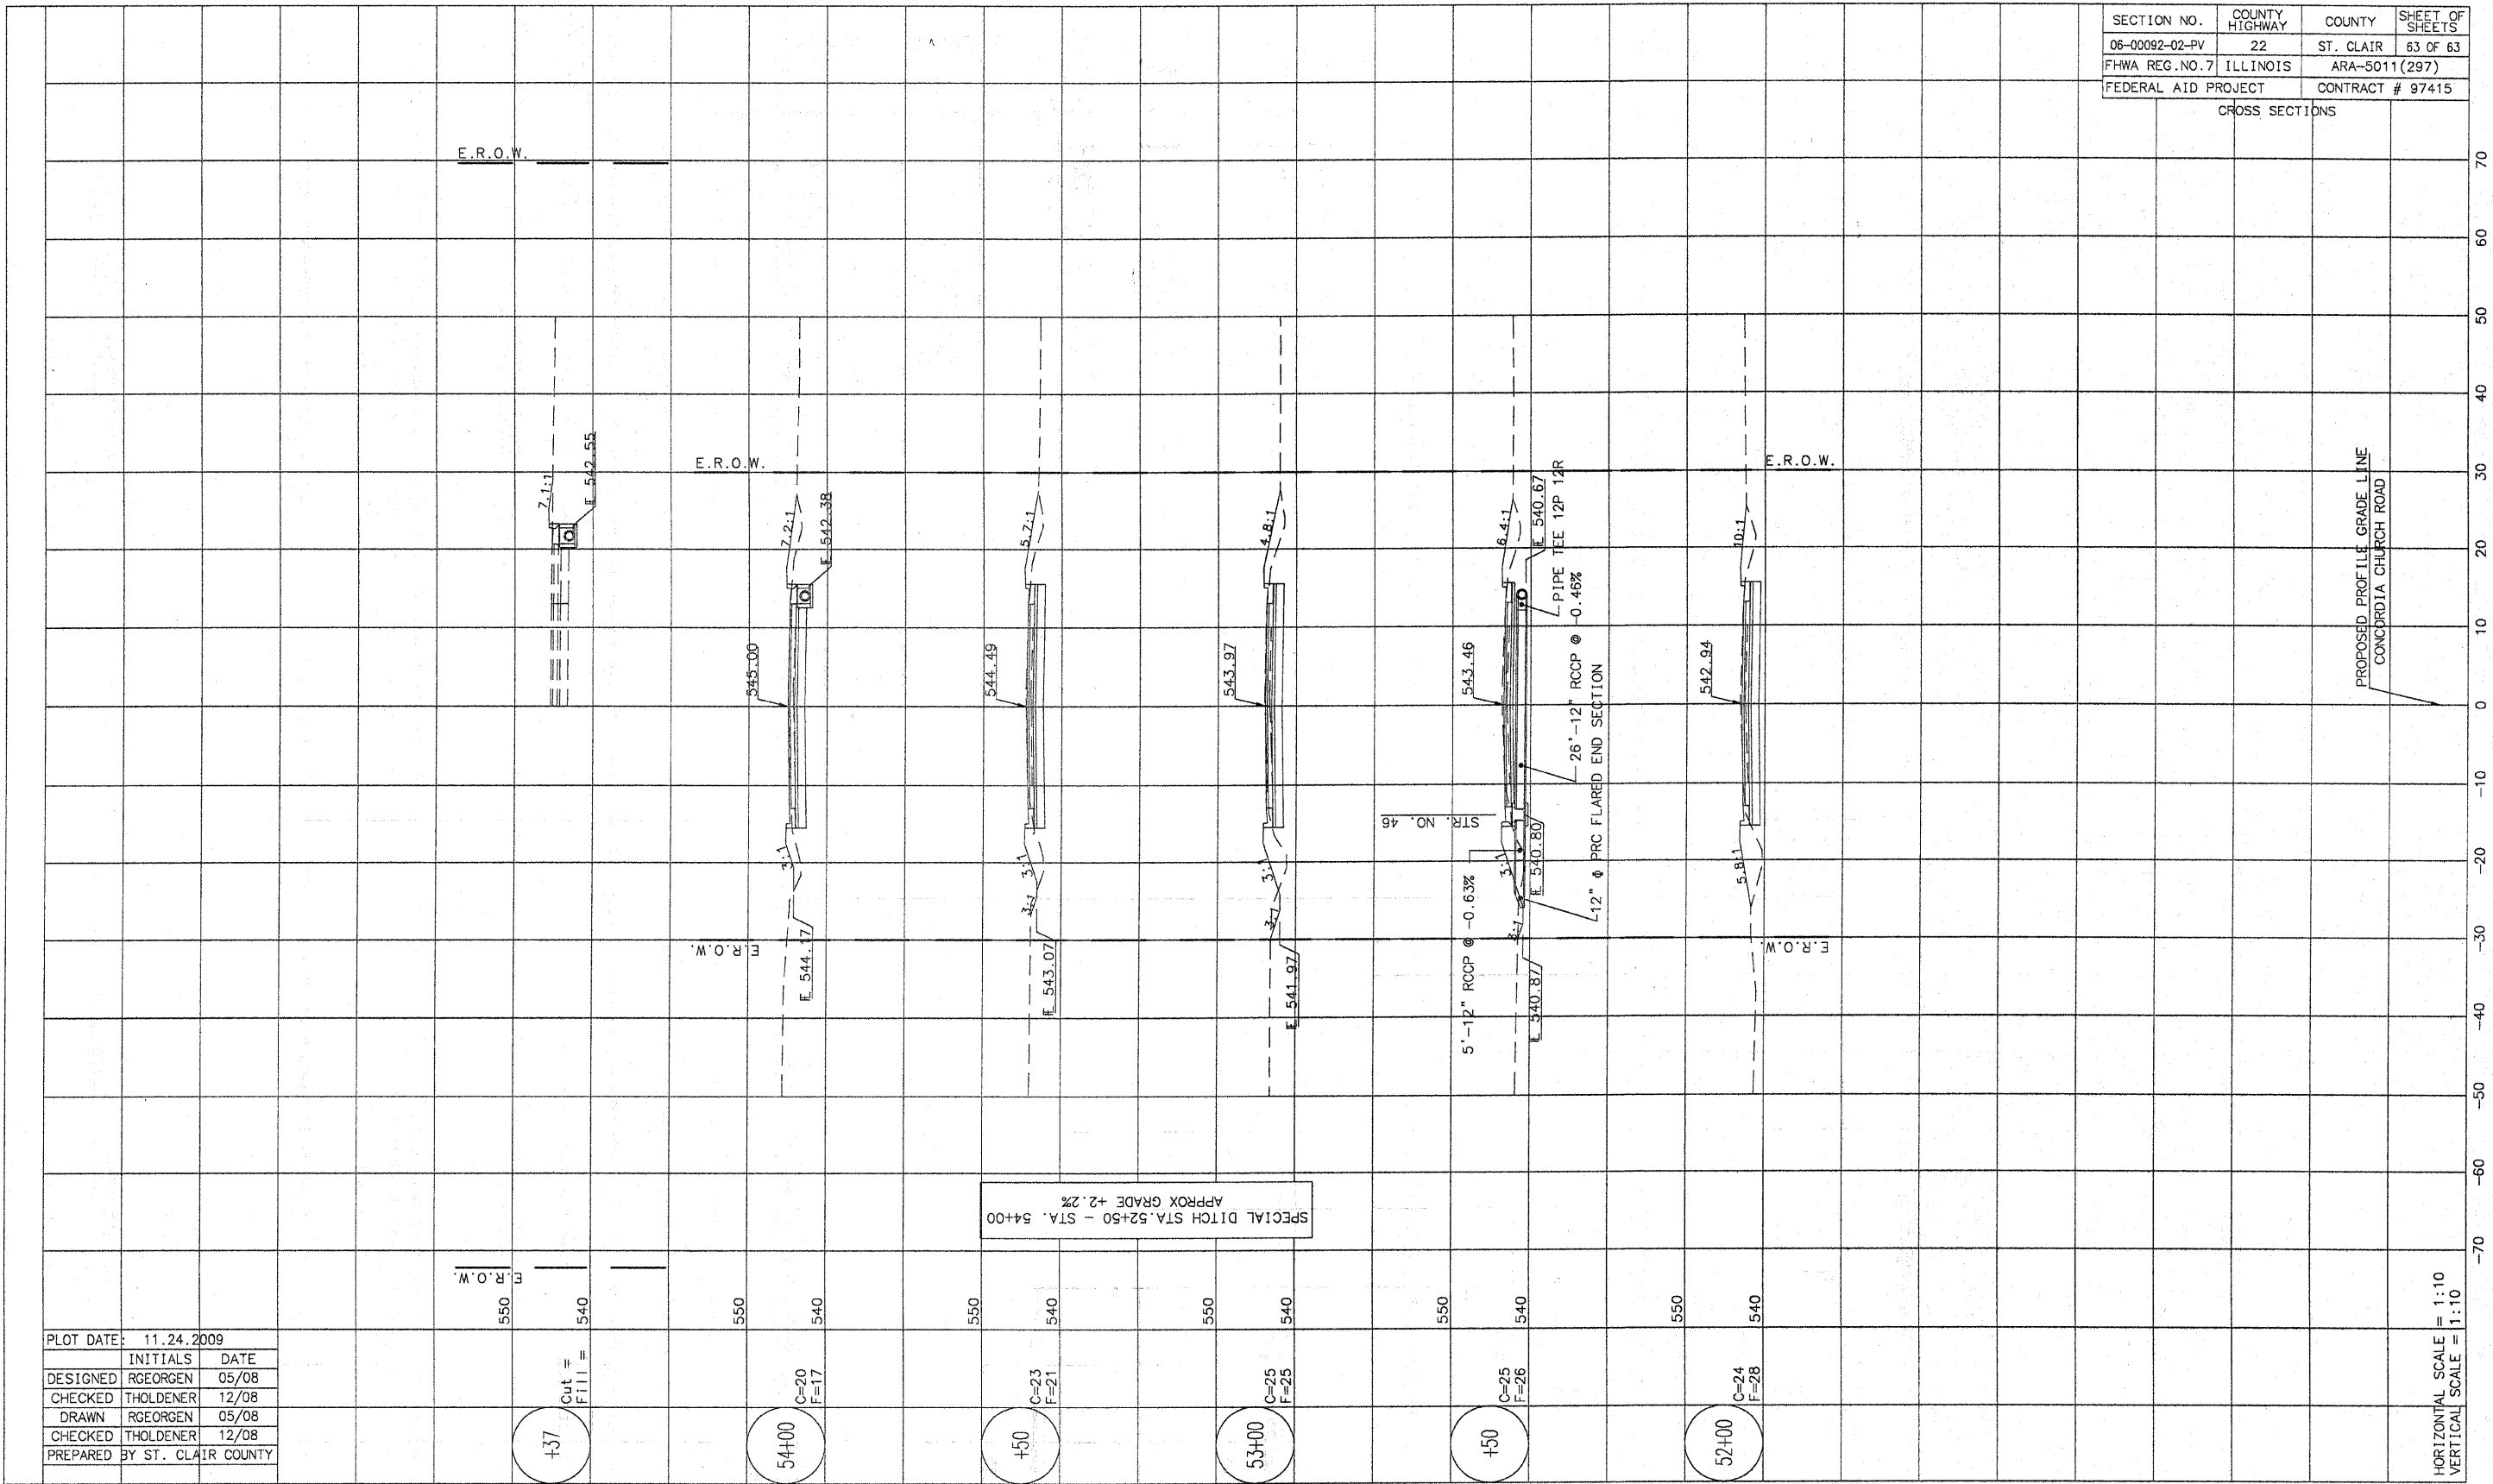 SECTION NO. COUNTY HIGHWAY COUNTY SHEET OF SHEETS
06-00092-02-PV 22 ST. CLAIR 63 OF 63
FHWA REG.NO.7 ILLINOIS ARA-5011(297)
FEDERAL AID PROJECT CONTRACT # 97415
CROSS SECTIONS
E.R.O.W.
E.R.O.W.
E.R.O.W.
7.1:1
E 542.55
7.2:1
E 542.38
545.00
3:1
E 544.17
E.R.O.W.
5.7:1
544.49
3:1
3:1
E 543.07
4.8:1
543.97
3:1
3:1
E 541.97
6.4:1
E 540.67
PIPE TEE 12P 12R
543.46
26'-12" RCCP @ -0.46%
STR. NO. 46
3:1
E 540.80
12" Φ PRC FLARED END SECTION
5'-12" RCCP @ -0.63%
3:1
E 540.87
10:1
542.94
5.8:1
E.R.O.W.
PROPOSED PROFILE GRADE LINE
CONCORDIA CHURCH ROAD
70
60
50
40
30
20
10
0
-10
-20
-30
-40
-50
-60
-70
SPECIAL DITCH STA.52+50 - STA. 54+00
APPROX GRADE +2.2%
E.R.O.W.
550
540
550
540
550
540
550
540
550
540
550
540
Cut =
Fill =
+37
C=20
F=17
54+00
C=23
F=21
+50
C=25
F=25
53+00
C=25
F=26
+50
C=24
F=28
52+00
HORIZONTAL SCALE = 1:10
VERTICAL SCALE = 1:10
PLOT DATE: 11.24.2009
INITIALS DATE
DESIGNED RGEORGEN 05/08
CHECKED THOLDENER 12/08
DRAWN RGEORGEN 05/08
CHECKED THOLDENER 12/08
PREPARED BY ST. CLAIR COUNTY